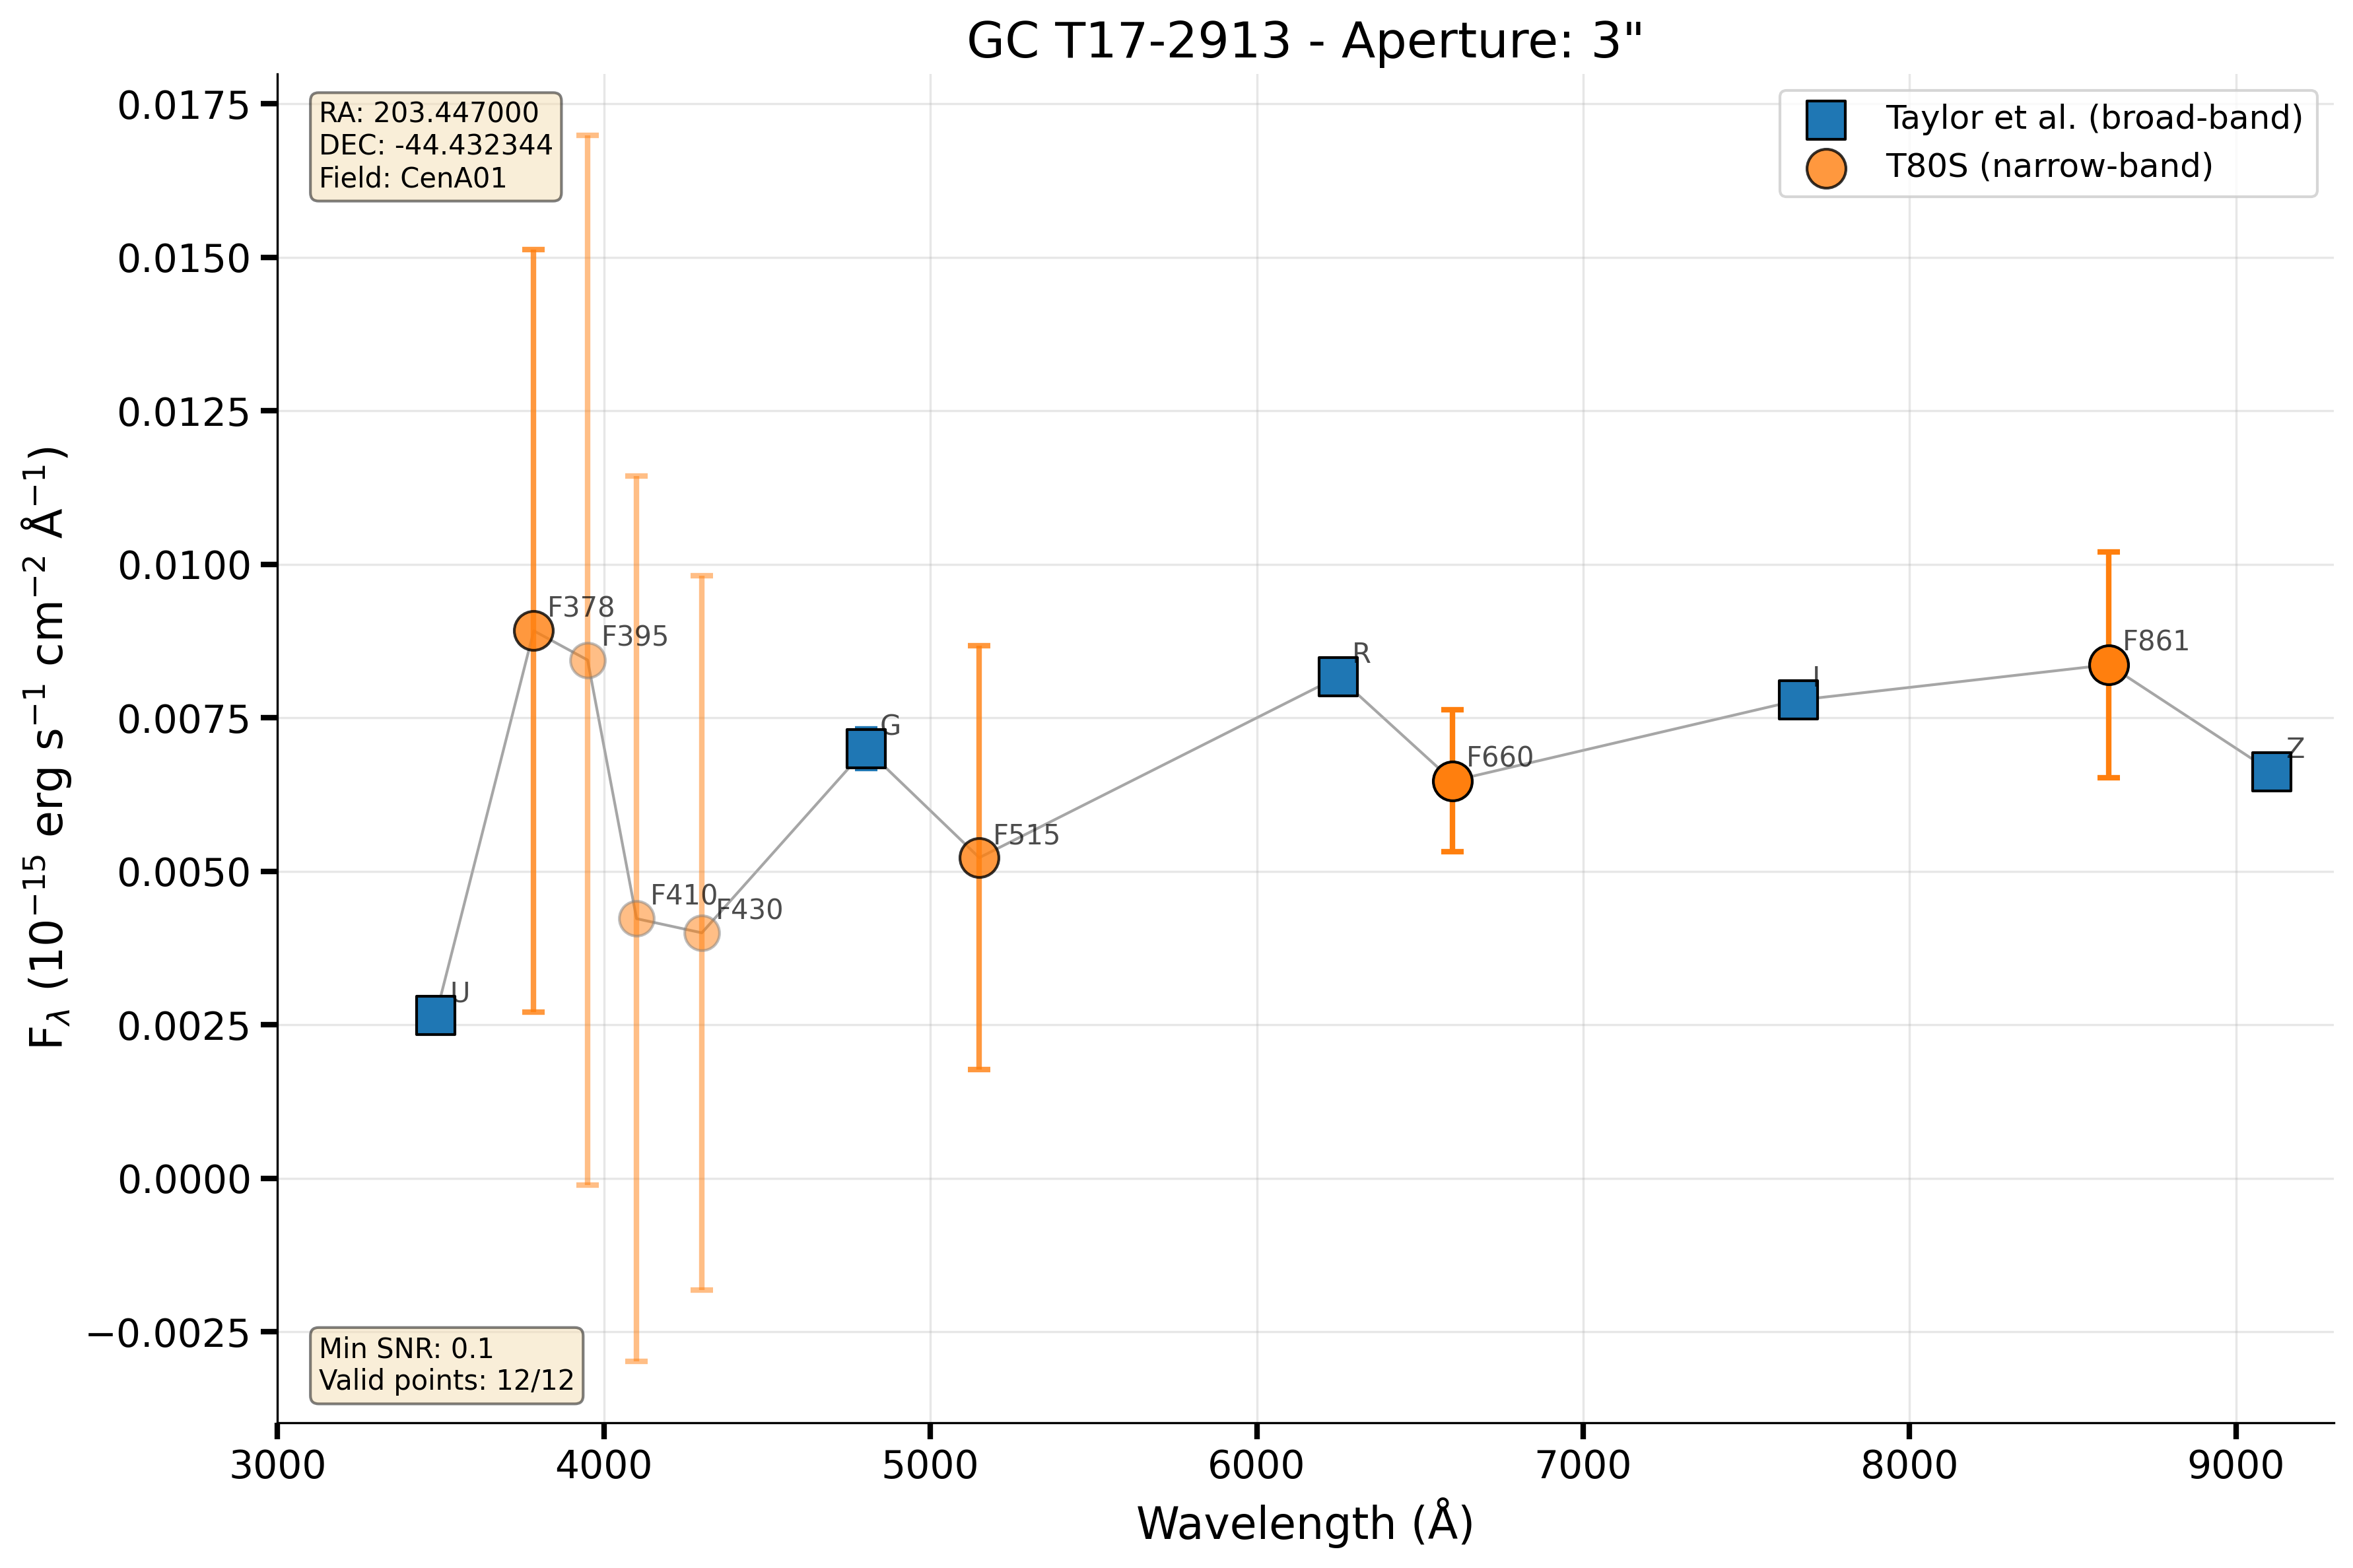 GC T17-2913 - Aperture: 3"
RA: 203.447000
DEC: -44.432344
Field: CenA01
Taylor et al. (broad-band)
T80S (narrow-band)
0.0175
0.0150
0.0125
0.0100
0.0075
0.0050
0.0025
0.0000
−0.0025
F_λ (10⁻¹⁵ erg s⁻¹ cm⁻² Å⁻¹)
U
F378
F395
F410
F430
G
F515
R
F660
I
F861
Z
Min SNR: 0.1
Valid points: 12/12
3000 4000 5000 6000 7000 8000 9000
Wavelength (Å)